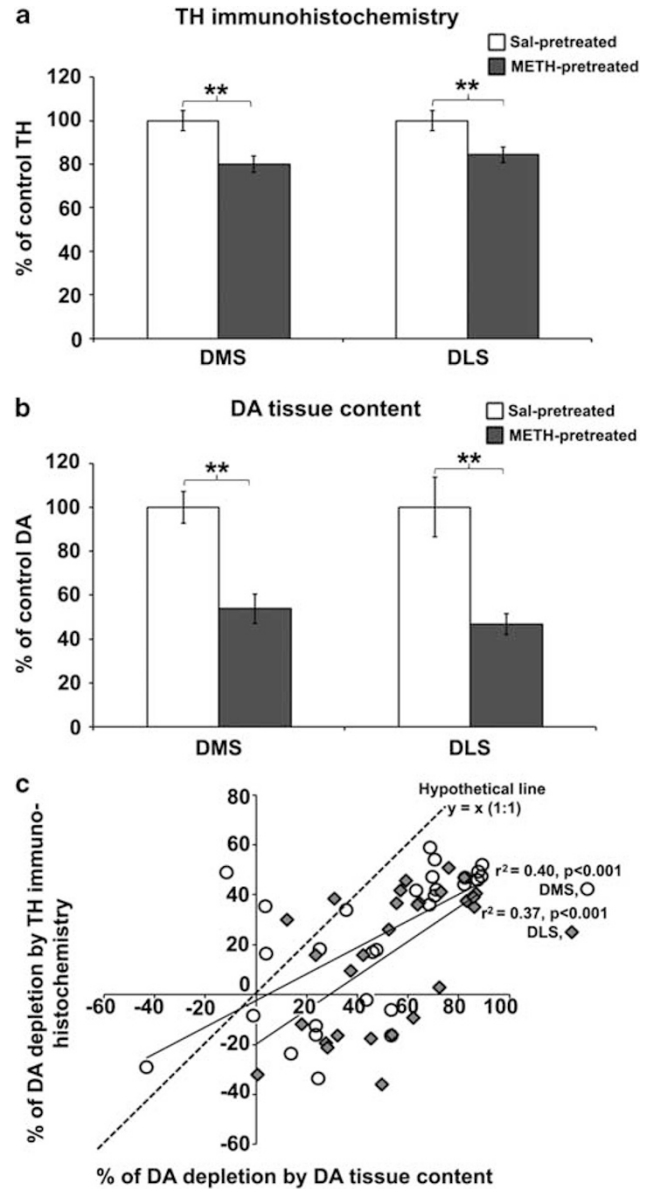 a
TH immunohistochemistry
Sal-pretreated
METH-pretreated
**
**
120
100
80
60
40
20
0
% of control TH
DMS
DLS
b
DA tissue content
Sal-pretreated
METH-pretreated
**
**
120
100
80
60
40
20
0
% of control DA
DMS
DLS
c
80
60
40
20
0
-20
-40
-60
-60
-40
-20
20
40
60
80
100
Hypothetical line
y = x (1:1)
r² = 0.40, p<0.001
DMS,
r² = 0.37, p<0.001
DLS,
% of DA depletion by TH immuno-
histochemistry
% of DA depletion by DA tissue content